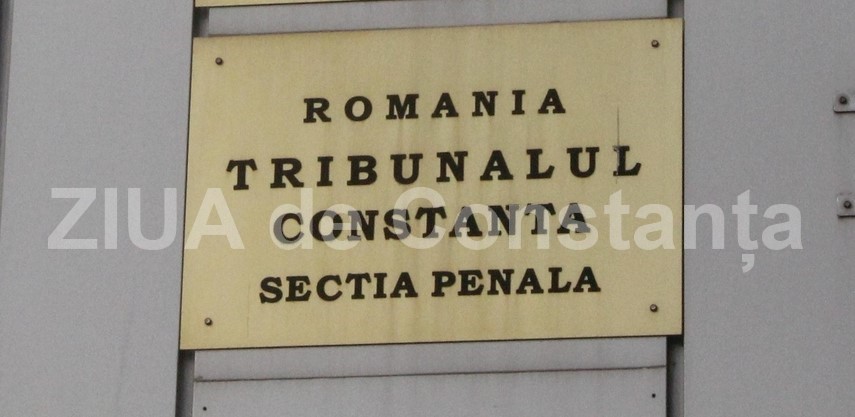 ROMANIA
TRIBUNALUL
CONSTANTA
ZIUA de Constanța
SECTIA PENALA